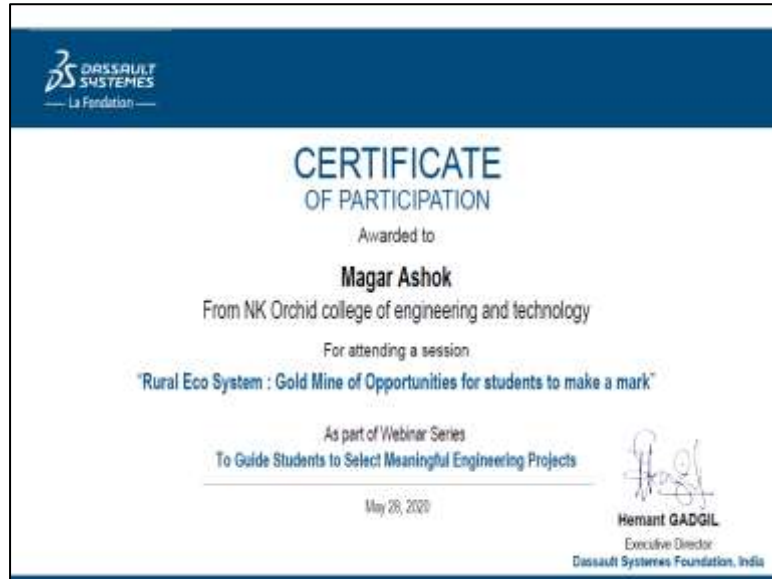 3DS DASSAULT
SYSTEMES
La Fondation
CERTIFICATE
OF PARTICIPATION
Awarded to
Magar Ashok
From NK Orchid college of engineering and technology
For attending a session
"Rural Eco System : Gold Mine of Opportunities for students to make a mark"
As part of Webinar Series
To Guide Students to Select Meaningful Engineering Projects
May 28, 2020
Hemant GADGIL
Executive Director
Dassault Systemes Foundation, India